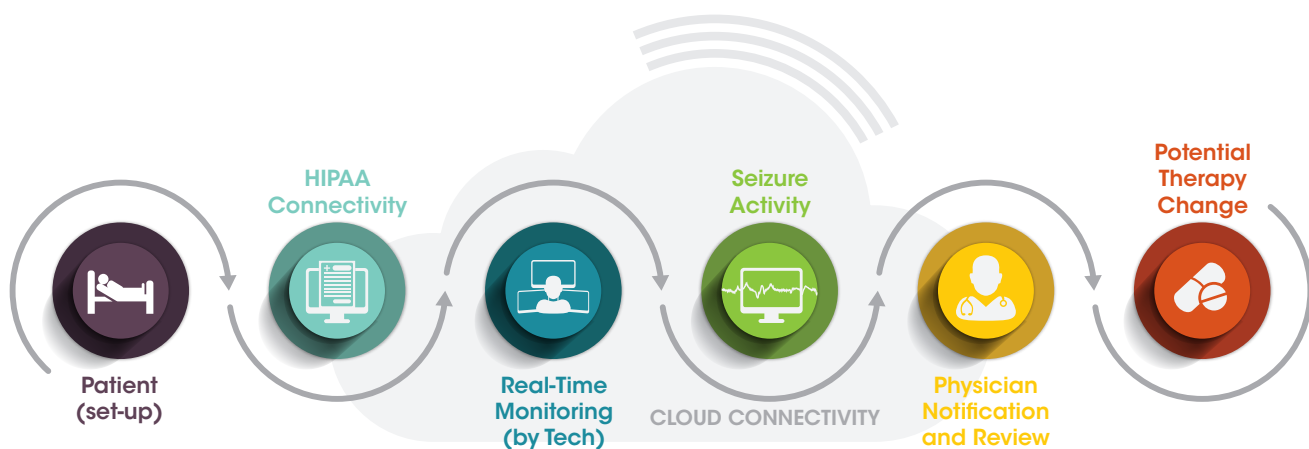 Patient
(set-up)
HIPAA
Connectivity
Real-Time
Monitoring
(by Tech)
Seizure
Activity
CLOUD CONNECTIVITY
Physician
Notification
and Review
Potential
Therapy
Change